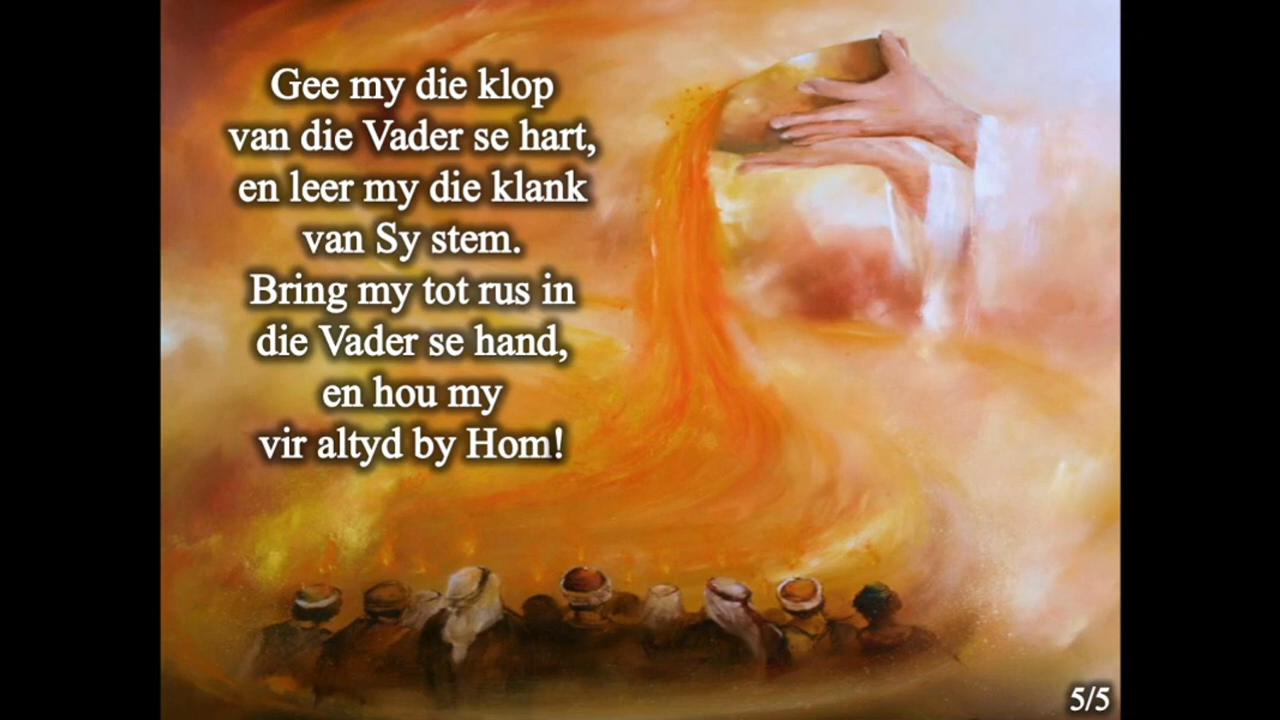 Gee my die klop
van die Vader se hart,
en leer my die klank
van Sy stem.
Bring my tot rus in
die Vader se hand,
en hou my
vir altyd by Hom!
5/5